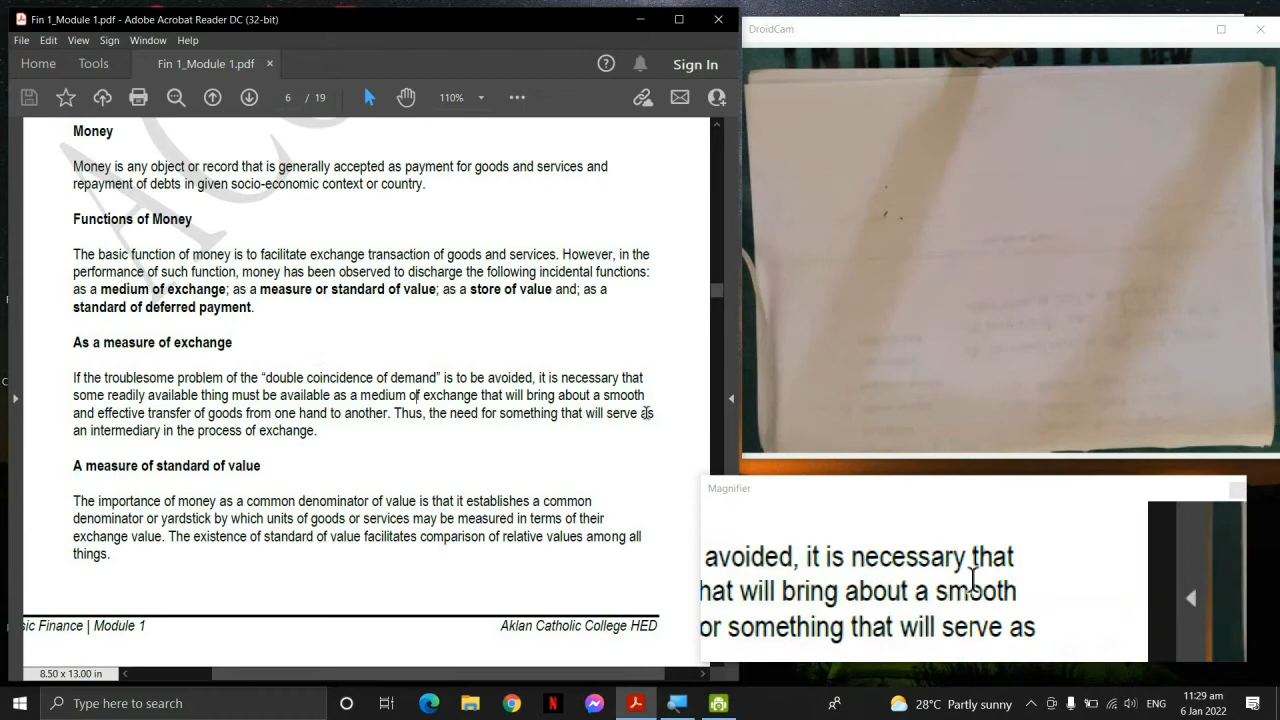 Fin 1_Module 1.pdf - Adobe Acrobat Reader DC (32-bit)
File Edit View Sign Window Help
Home Tools Fin 1_Module 1.pdf × Sign In
6 / 19 110%
Money
Money is any object or record that is generally accepted as payment for goods and services and
repayment of debts in given socio-economic context or country.
Functions of Money
The basic function of money is to facilitate exchange transaction of goods and services. However, in the
performance of such function, money has been observed to discharge the following incidental functions:
as a medium of exchange; as a measure or standard of value; as a store of value and; as a
standard of deferred payment.
As a measure of exchange
If the troublesome problem of the “double coincidence of demand” is to be avoided, it is necessary that
some readily available thing must be available as a medium of exchange that will bring about a smooth
and effective transfer of goods from one hand to another. Thus, the need for something that will serve as
an intermediary in the process of exchange.
A measure of standard of value
The importance of money as a common denominator of value is that it establishes a common
denominator or yardstick by which units of goods or services may be measured in terms of their
exchange value. The existence of standard of value facilitates comparison of relative values among all
things.
sic Finance | Module 1 Aklan Catholic College HED
8.50 x 13.00 in
DroidCam
Magnifier
avoided, it is necessary that
hat will bring about a smooth
or something that will serve as
Type here to search
28°C Partly sunny ENG
11:29 am
6 Jan 2022